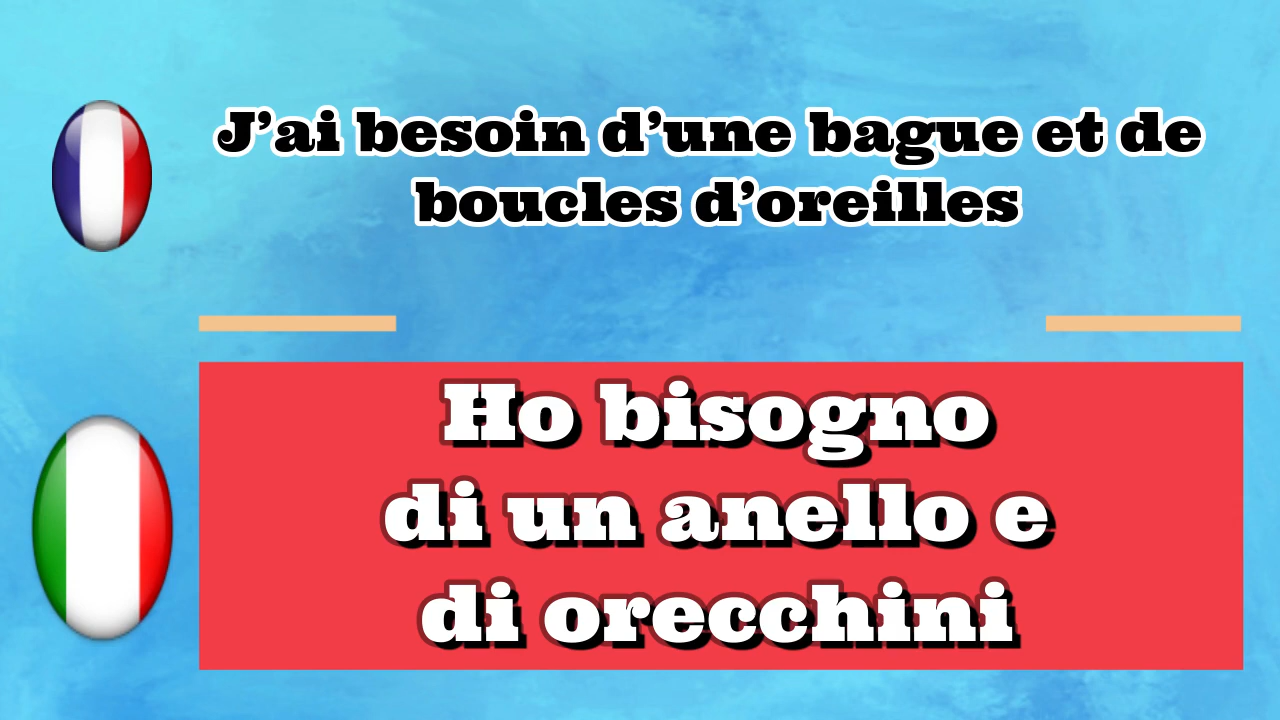 J’ai besoin d’une bague et de
boucles d’oreilles
Ho bisogno
di un anello e
di orecchini